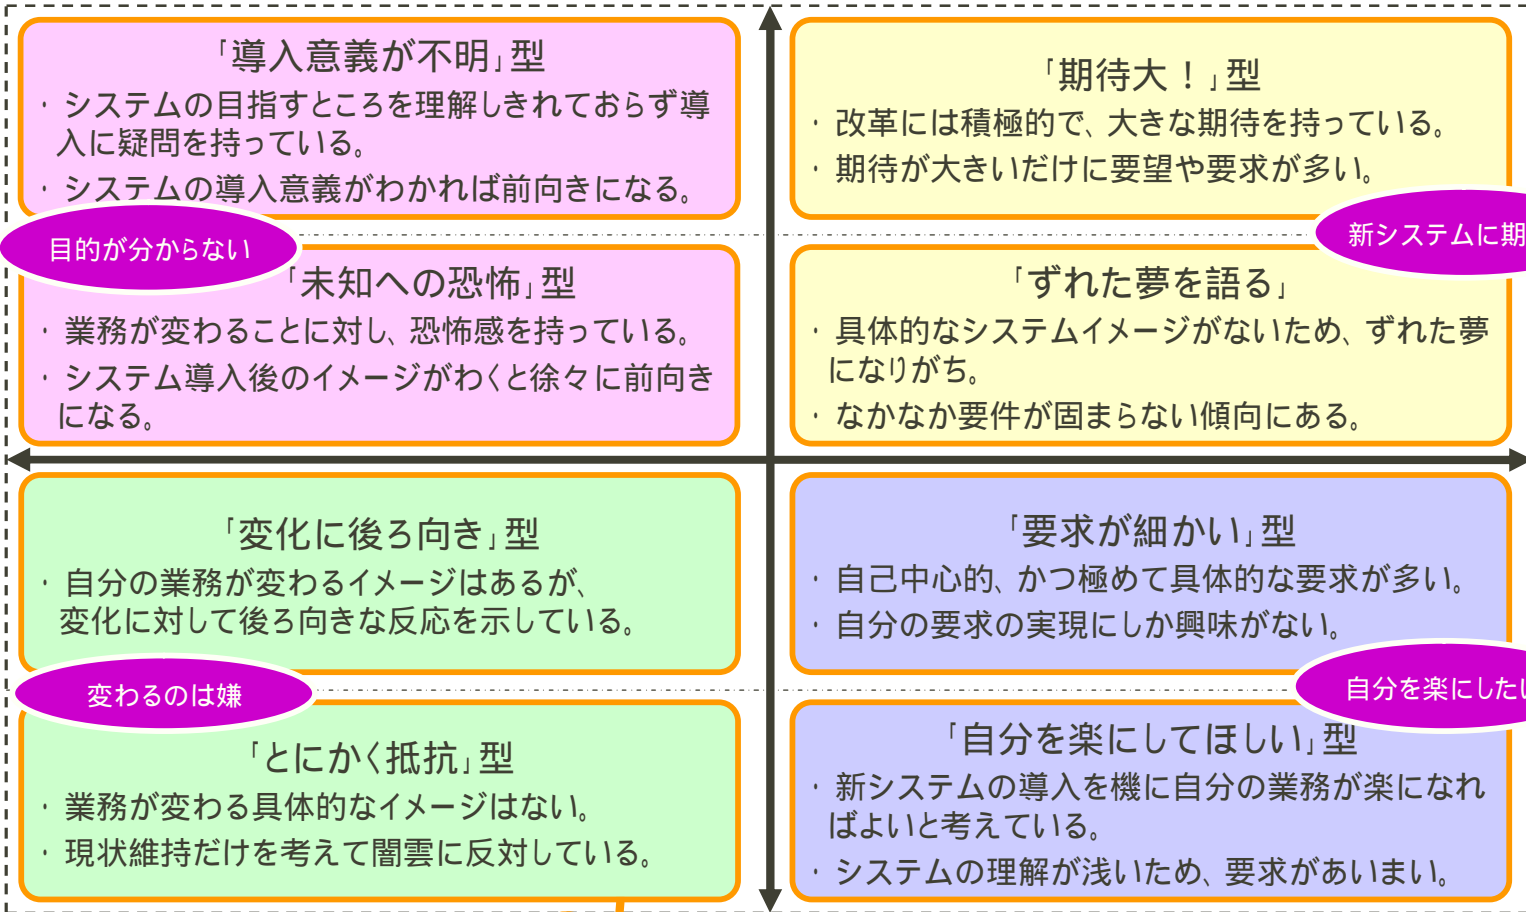 「導入意義が不明」型
・ システムの目指すところを理解しきれておらず導
入に疑問を持っている。
・ システムの導入意義がわかれば前向きになる。
目的が分からない
「未知への恐怖」型
・ 業務が変わることに対し、恐怖感を持っている。
・ システム導入後のイメージがわくと徐々に前向き
になる。
「期待大！」型
・ 改革には積極的で、大きな期待を持っている。
・ 期待が大きいだけに要望や要求が多い。
新システムに期
「ずれた夢を語る」
・ 具体的なシステムイメージがないため、ずれた夢
になりがち。
・ なかなか要件が固まらない傾向にある。
「変化に後ろ向き」型
・ 自分の業務が変わるイメージはあるが、
変化に対して後ろ向きな反応を示している。
変わるのは嫌
「とにかく抵抗」型
・ 業務が変わる具体的なイメージはない。
・ 現状維持だけを考えて闇雲に反対している。
「要求が細かい」型
・ 自己中心的、かつ極めて具体的な要求が多い。
・ 自分の要求の実現にしか興味がない。
自分を楽にしたい
「自分を楽にしてほしい」型
・ 新システムの導入を機に自分の業務が楽になれ
ばよいと考えている。
・ システムの理解が浅いため、要求があいまい。